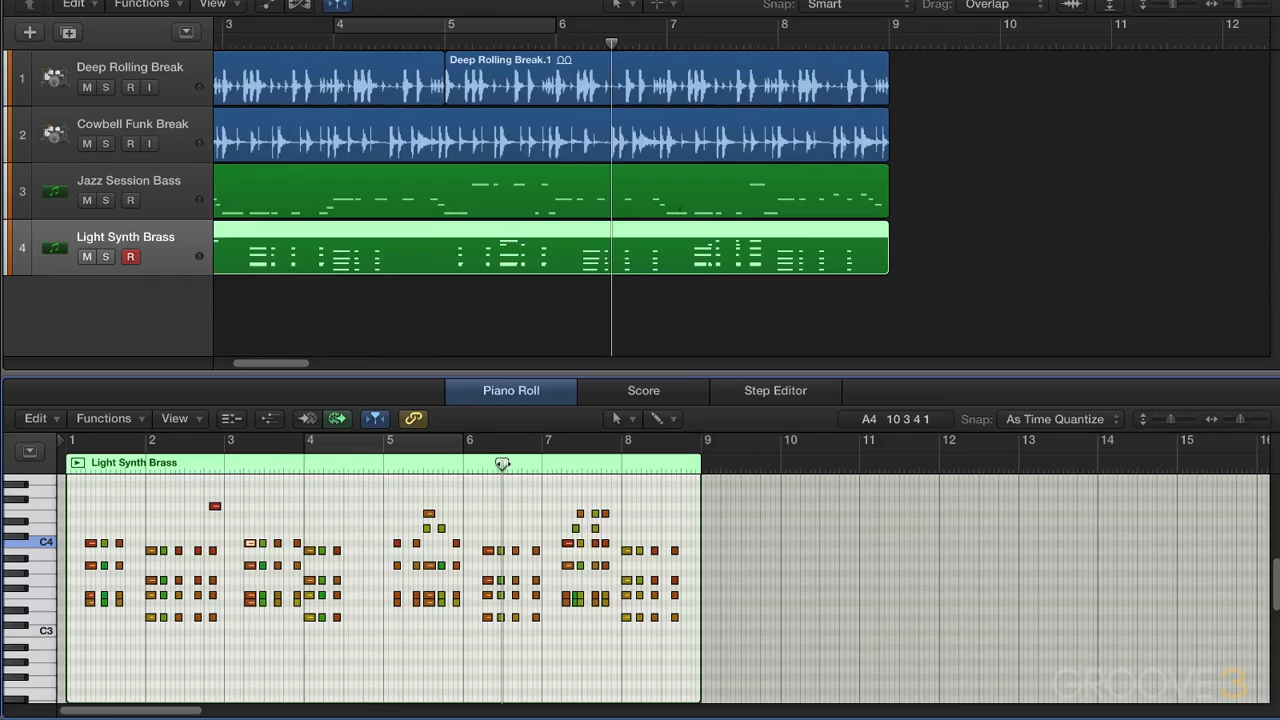 Edit Functions View Snap: Smart Drag: Overlap
3 4 5 6 7 8 9 10 11 12
1 Deep Rolling Break M S R I
Deep Rolling Break.1
2 Cowbell Funk Break M S R I
3 Jazz Session Bass M S R
4 Light Synth Brass M S R
Piano Roll Score Step Editor
Edit Functions View A4 10 3 4 1 Snap: As Time Quantize
1 2 3 4 5 6 7 8 9 10 11 12 13 14 15 16
Light Synth Brass
C4
C3
GROOVE3